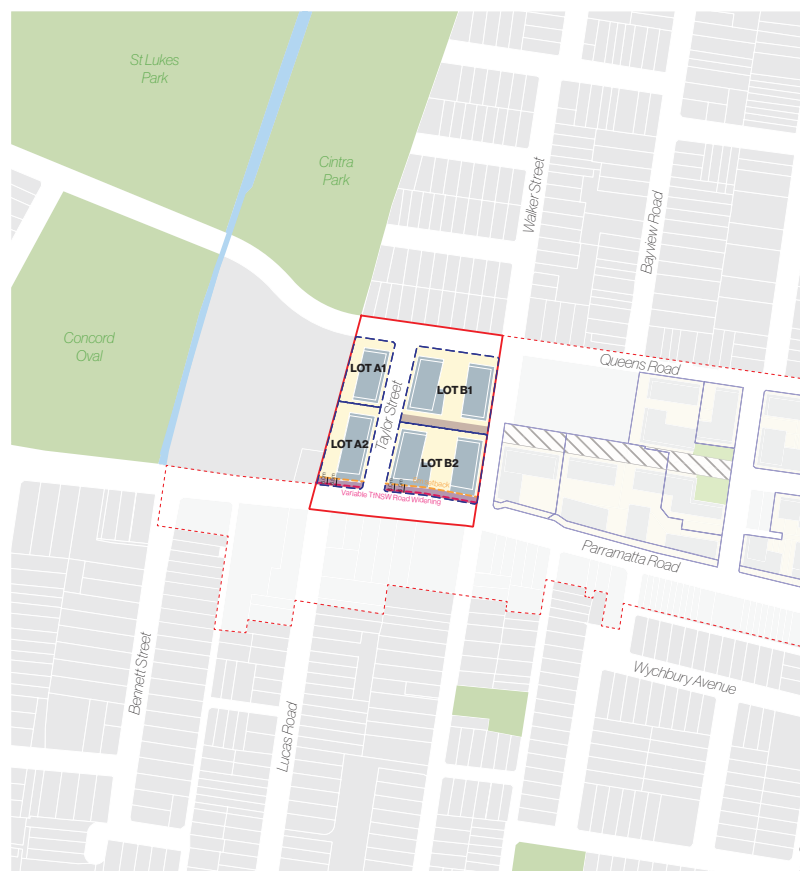 St Lukes
Park
Cintra
Park
Walker Street
Bayview Road
Concord
Oval
Queens Road
LOT A1
LOT B1
Taylor Street
LOT A2
LOT B2
Variable TfNSW Road Widening
Parramatta Road
Bennett Street
Wychbury Avenue
Lucas Road